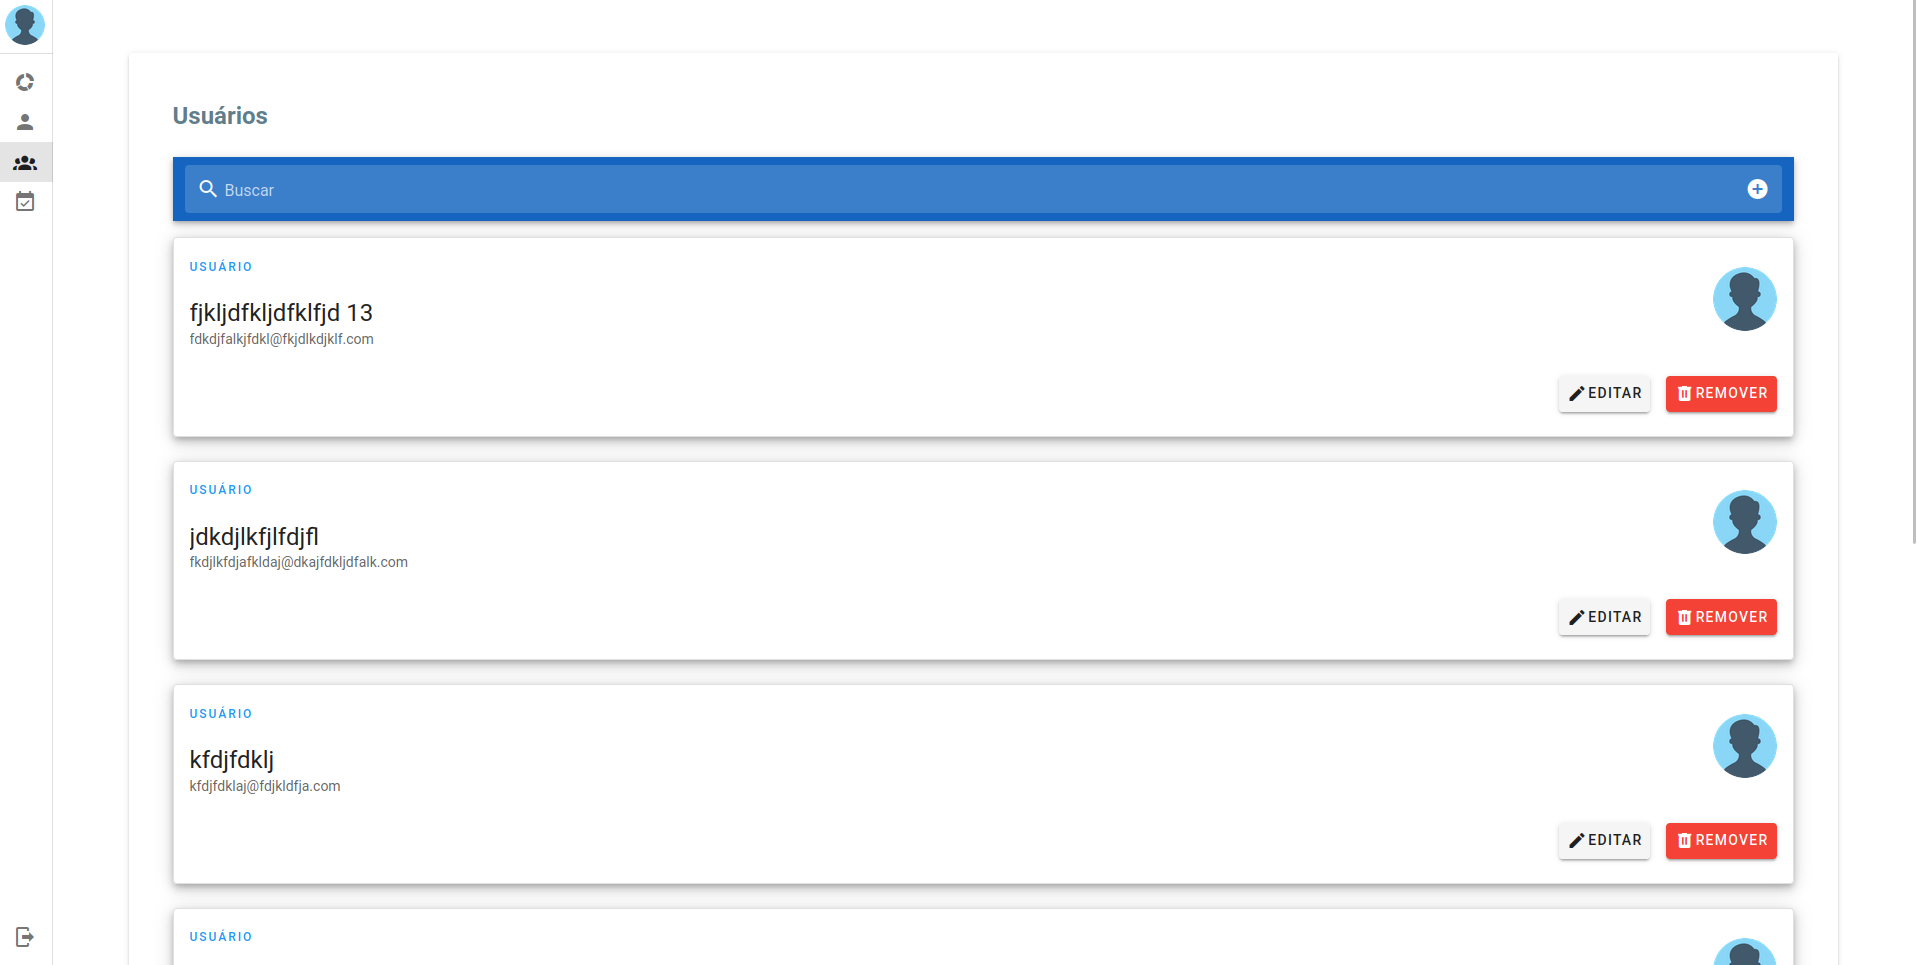 Usuários
Buscar
USUÁRIO
fjkljdfkljdfklfjd 13
fdkdjfalkjfdkl@fkjdlkdjklf.com
EDITAR
REMOVER
USUÁRIO
jdkdjlkfjlfdjfl
fkdjlkfdjafkldaj@dkajfdkljdfalk.com
EDITAR
REMOVER
USUÁRIO
kfdjfdklj
kfdjfdklaj@fdjkldfja.com
EDITAR
REMOVER
USUÁRIO